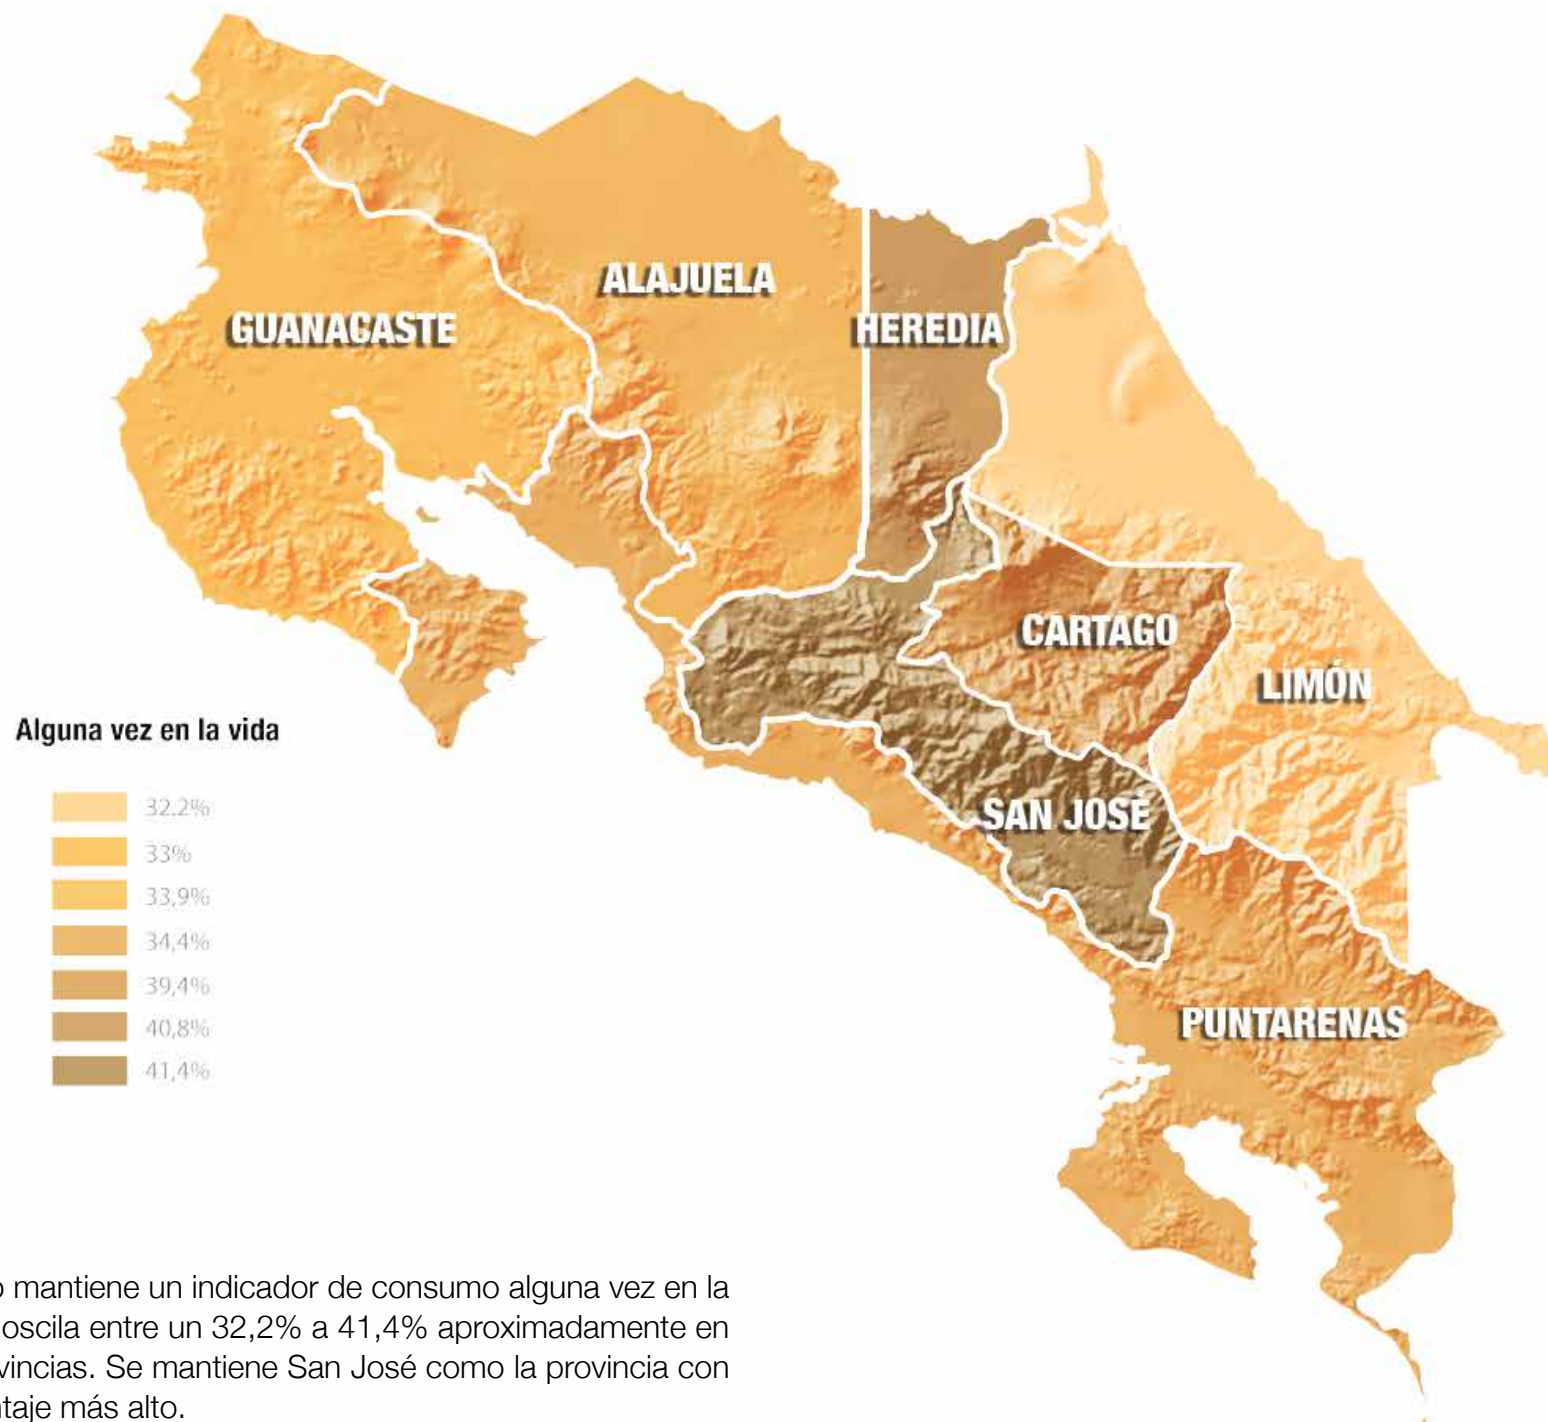 ALAJUELA
HEREDIA
GUANACASTE
CARTAGO
LIMÓN
SAN JOSÉ
PUNTARENAS
Alguna vez en la vida
32.2%
33%
33,9%
34,4%
39,4%
40,8%
41,4%
o mantiene un indicador de consumo alguna vez en la
oscila entre un 32,2% a 41,4% aproximadamente en
vincias. Se mantiene San José como la provincia con
ntaje más alto.